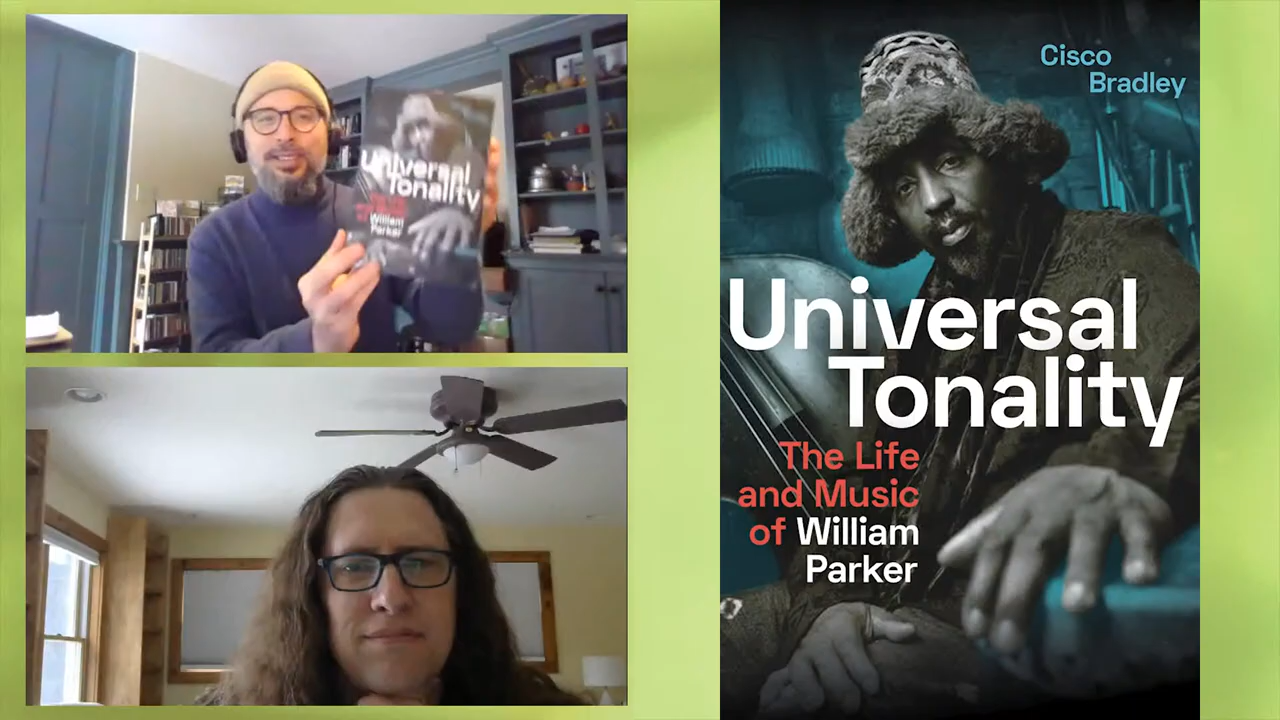 Universal
Tonality
William
Parker
Cisco
Bradley
Universal
Tonality
The Life
and Music
of William
Parker